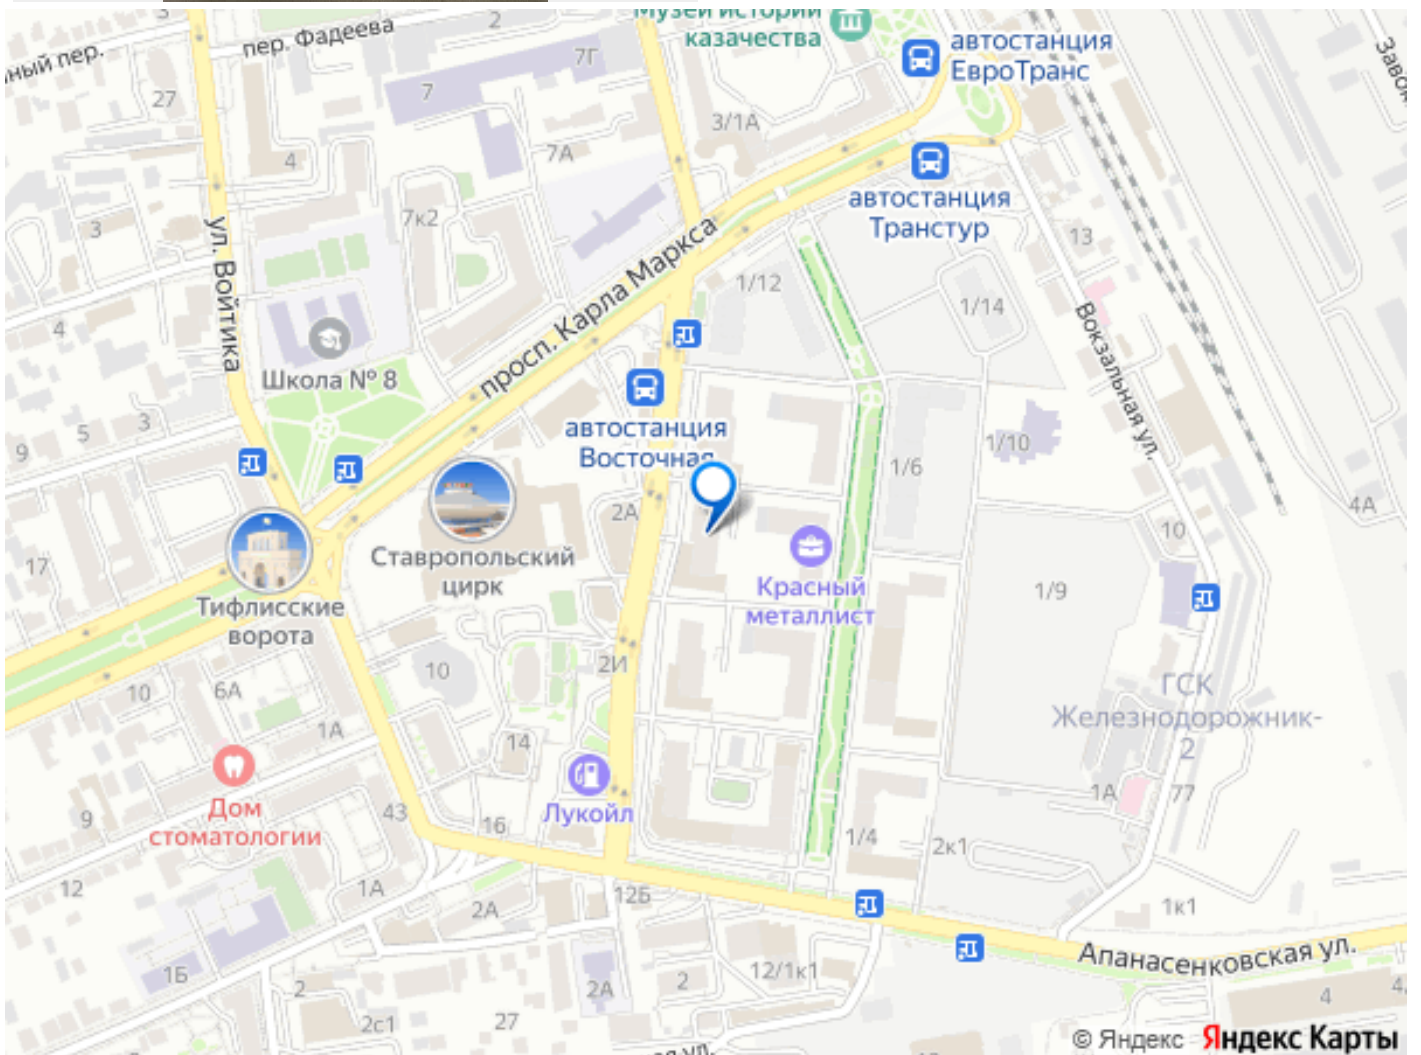 Музей истории
казачества
автостанция
ЕвроТранс
пер. Фадеева
2
7Г
27
7
3/1А
4
7А
автостанция
Транстур
7к2
3
13
ул. Войтика
просп. Карла Маркса
1/12
1/14
Вокзальная ул.
4
Школа № 8
автостанция
Восточная
3
5
9
1/10
1/6
2А
4А
10
17
Ставропольский
цирк
Красный
металлист
1/9
Тифлисские
ворота
2И
10
6А
10
ГСК
Железнодорожник-
2
1А
14
Дом
стоматологии
Лукойл
1А
77
9
43
16
1/4
2к1
12
1А
2А
12Б
1к1
Апанасенковская ул.
1Б
2
2А
2
12/1к1
4
2с1
27
© Яндекс Яндекс Карты